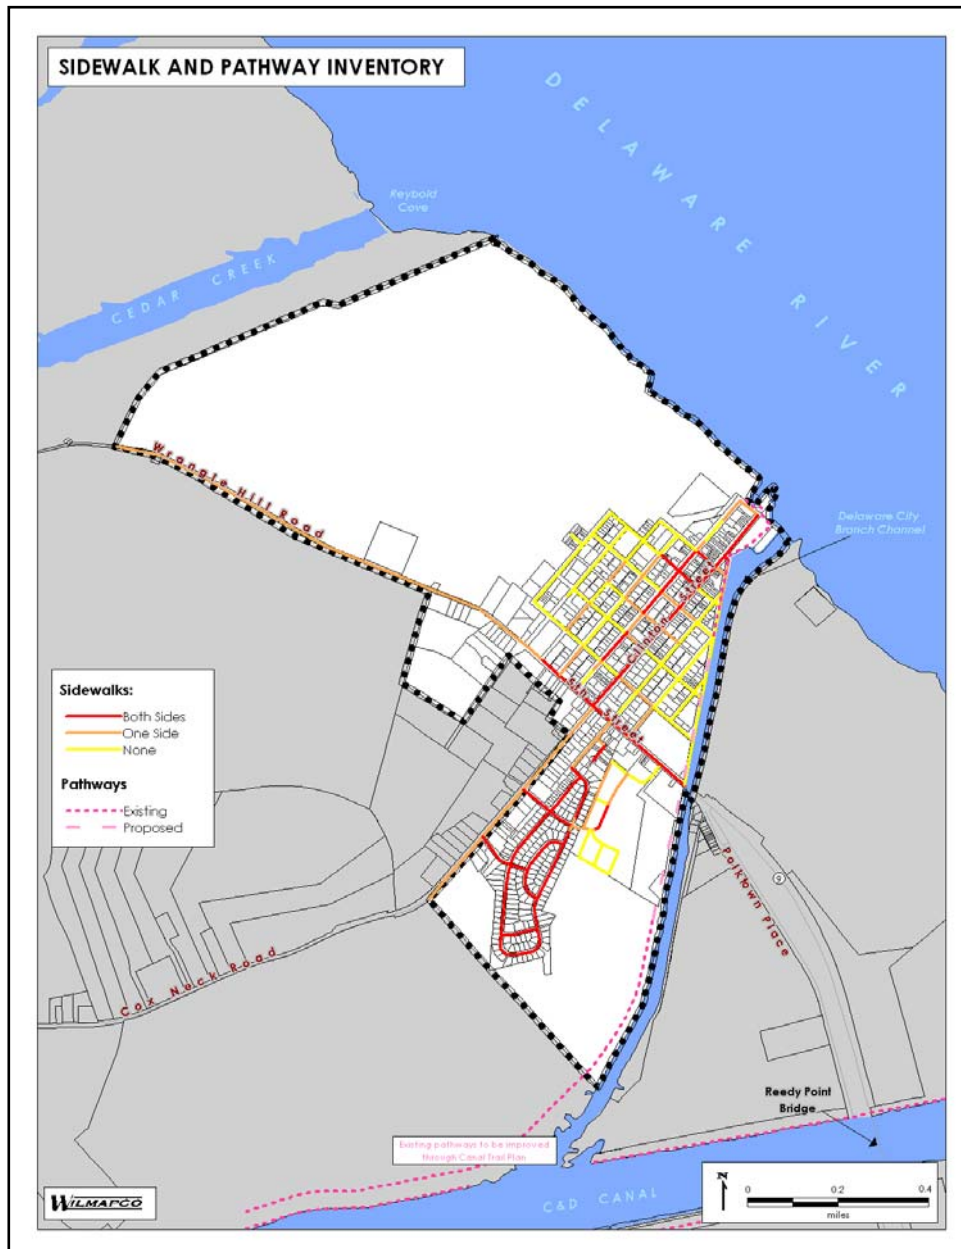 SIDEWALK AND PATHWAY INVENTORY
DELAWARE RIVER
Reybold
Cove
CEDAR CREEK
Wrangle Hill Road
Delaware City
Branch Channel
Clinton Street
5th Street
Sidewalks:
Both Sides
One Side
None
Pathways
Existing
Proposed
9
Polktown Place
Cox Neck Road
Reedy Point
Bridge
Existing pathways to be improved
through Canal Trail Plan
WILMAPCO
C&D CANAL
N
0 0.2 0.4
miles